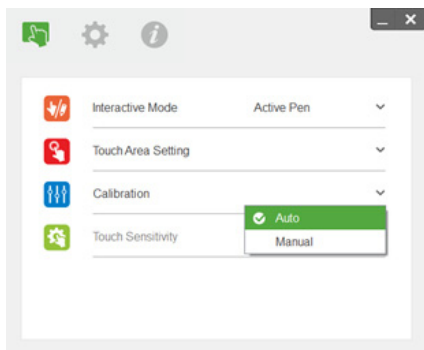 Interactive Mode Active Pen
Touch Area Setting
Calibration
Auto
Touch Sensitivity
Manual